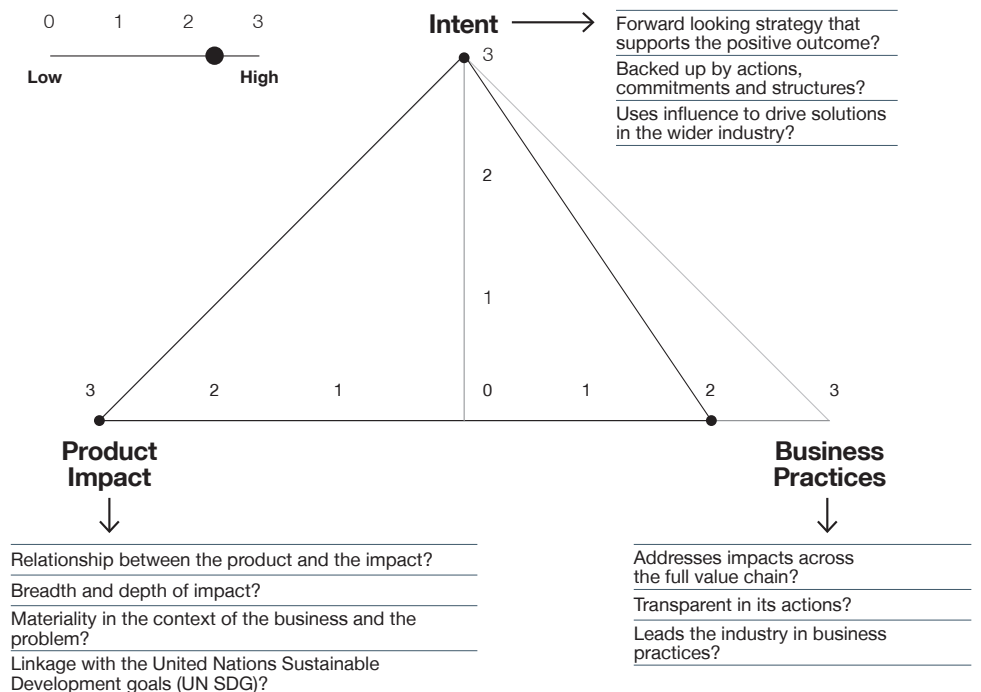 0 1 2 3
Low High
Intent
Forward looking strategy that
supports the positive outcome?
Backed up by actions,
commitments and structures?
Uses influence to drive solutions
in the wider industry?
3
2
1
3 2 1 0 1 2 3
Product
Impact
Business
Practices
Relationship between the product and the impact?
Breadth and depth of impact?
Materiality in the context of the business and the
problem?
Linkage with the United Nations Sustainable
Development goals (UN SDG)?
Addresses impacts across
the full value chain?
Transparent in its actions?
Leads the industry in business
practices?